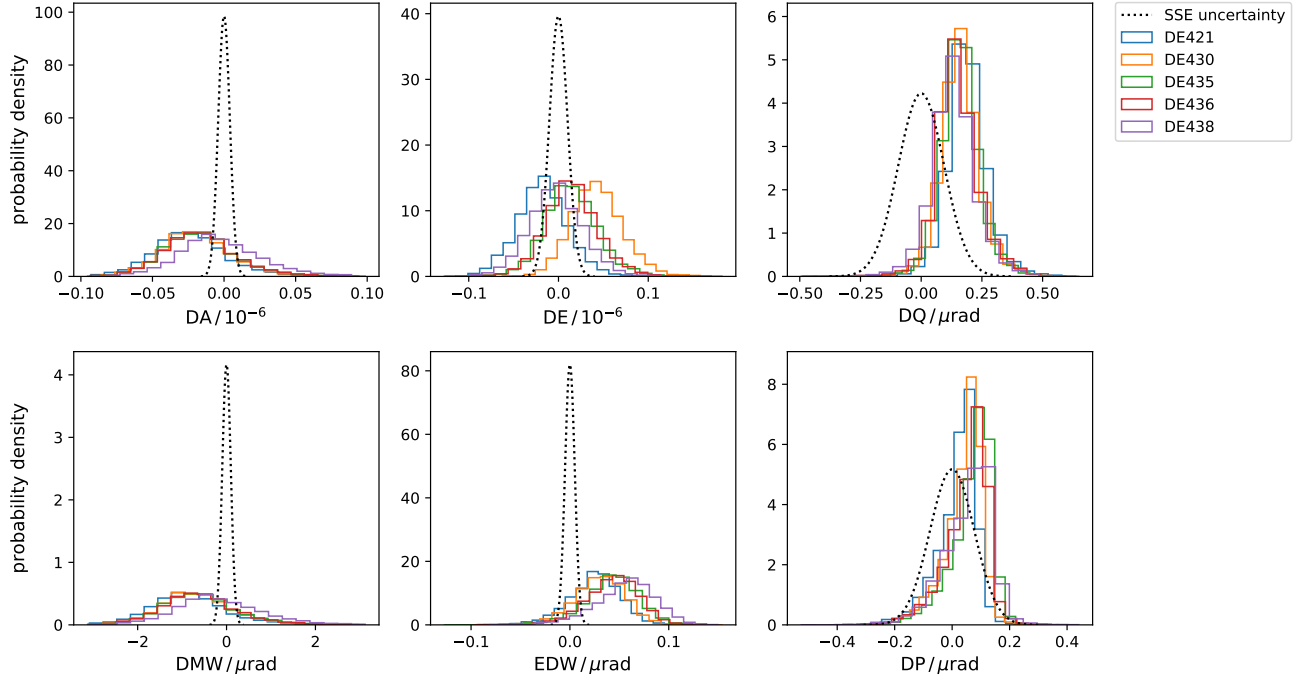 probability density
100
80
60
40
20
0
−0.10 −0.05 0.00 0.05 0.10
DA / 10⁻⁶
40
30
20
10
0
−0.1 0.0 0.1
DE / 10⁻⁶
6
5
4
3
2
1
0
−0.50 −0.25 0.00 0.25 0.50
DQ / μrad
SSE uncertainty
DE421
DE430
DE435
DE436
DE438
probability density
4
3
2
1
0
−2 0 2
DMW / μrad
80
60
40
20
0
−0.1 0.0 0.1
EDW / μrad
8
6
4
2
0
−0.4 −0.2 0.0 0.2 0.4
DP / μrad